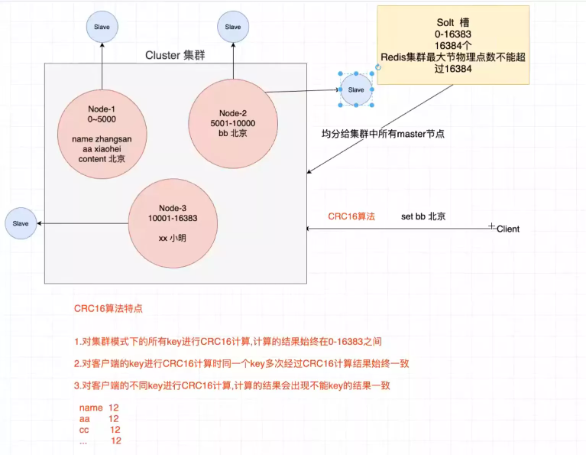 Slave
Slave
Solt 槽
0-16383
16384个
Redis集群最大节物理点数不能超
过16384
Cluster 集群
Node-1
0~5000
name zhangsan
aa xiaohei
content 北京
Node-2
5001-10000
bb 北京
Slave
均分给集群中所有master节点
Node-3
10001-16383
xx 小明
Slave
CRC16算法
set bb 北京
Client
CRC16算法特点
1.对集群模式下的所有key进行CRC16计算,计算的结果始终在0-16383之间
2.对客户端的key进行CRC16计算时同一个key多次经过CRC16计算结果始终一致
3.对客户端的不同key进行CRC16计算,计算的结果会出现不能key的结果一致
name 12
aa 12
cc 12
... 12